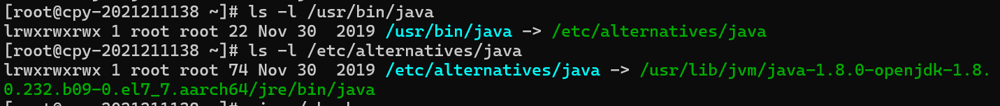 [root@cpy-2021211138 ~]# ls -l /usr/bin/java
lrwxrwxrwx 1 root root 22 Nov 30  2019 /usr/bin/java -> /etc/alternatives/java
[root@cpy-2021211138 ~]# ls -l /etc/alternatives/java
lrwxrwxrwx 1 root root 74 Nov 30  2019 /etc/alternatives/java -> /usr/lib/jvm/java-1.8.0-openjdk-1.8.
0.232.b09-0.el7_7.aarch64/jre/bin/java